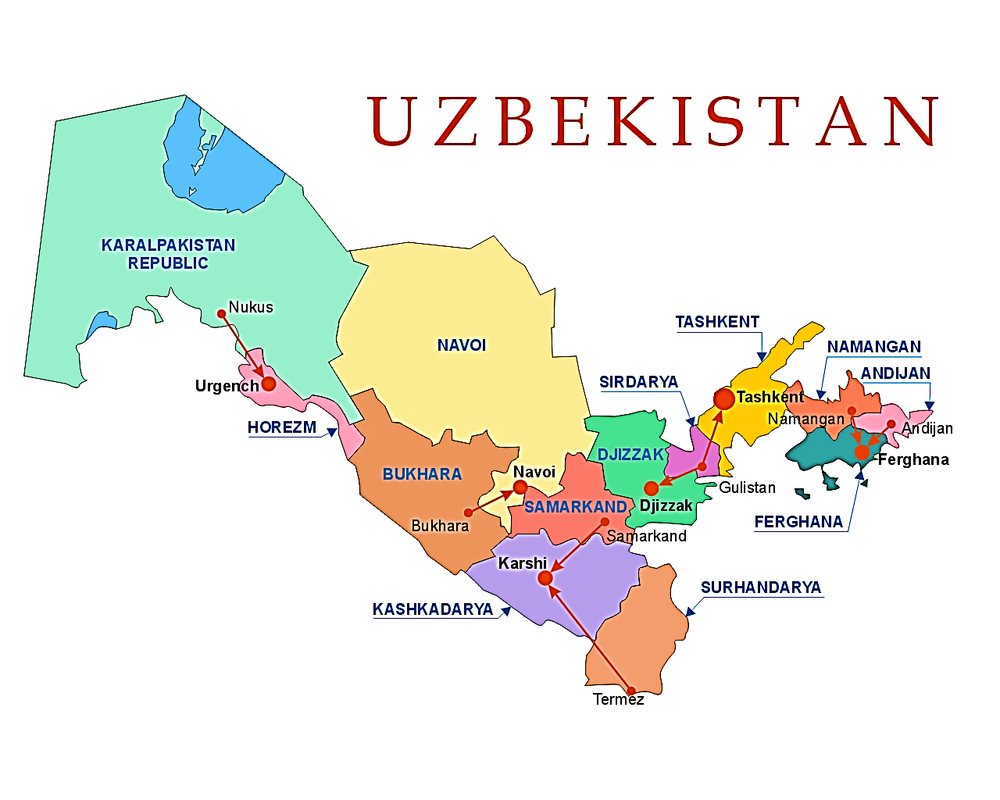 UZBEKISTAN
KARALPAKISTAN
REPUBLIC
Nukus
Urgench
HOREZM
NAVOI
BUKHARA
Navoi
Bukhara
SAMARKAND
Samarkand
Karshi
KASHKADARYA
Termez
SURHANDARYA
DJIZZAK
Djizzak
SIRDARYA
Gulistan
TASHKENT
Tashkent
NAMANGAN
Namangan
ANDIJAN
Andijan
Ferghana
FERGHANA